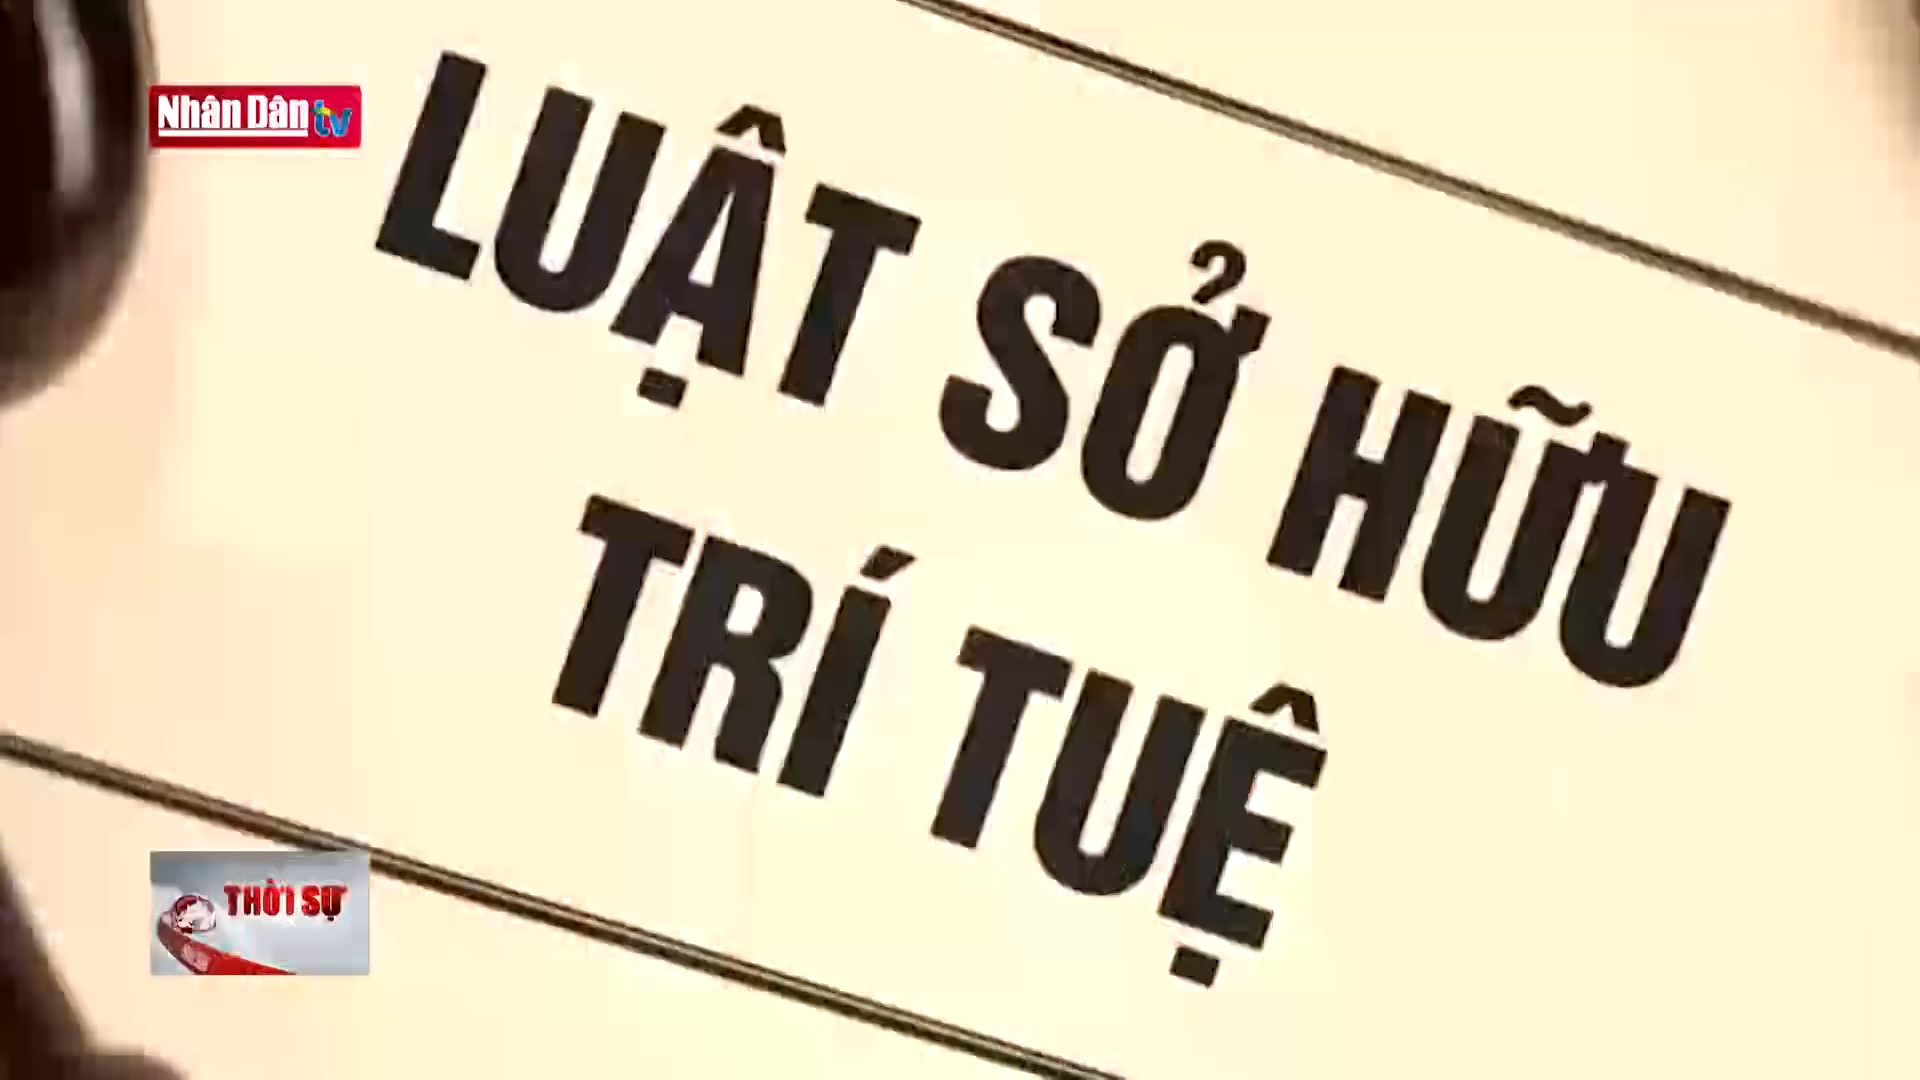 Nhân Dân tv
LUẬT SỞ HỮU
TRÍ TUỆ
THỜI SỰ